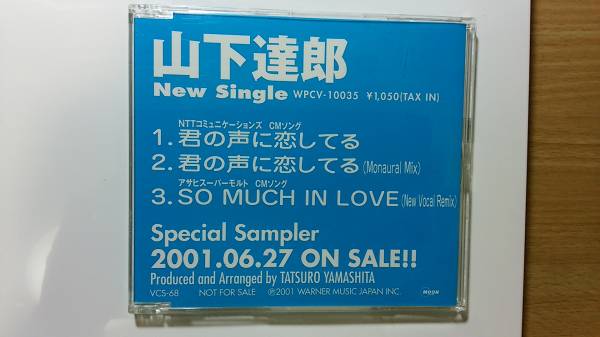 山下達郎
New Single WPCV-10035 ¥1,050(TAX IN)
NTTコミュニケーションズ CMソング
1. 君の声に恋してる
2. 君の声に恋してる(Monaural Mix)
アサヒスーパーモルト CMソング
3. SO MUCH IN LOVE(New Vocal Remix)
Special Sampler
2001.06.27 ON SALE!!
Produced and Arranged by TATSURO YAMASHITA
VCS-68 NOT FOR SALE ℗2001 WARNER MUSIC JAPAN INC.
MOON